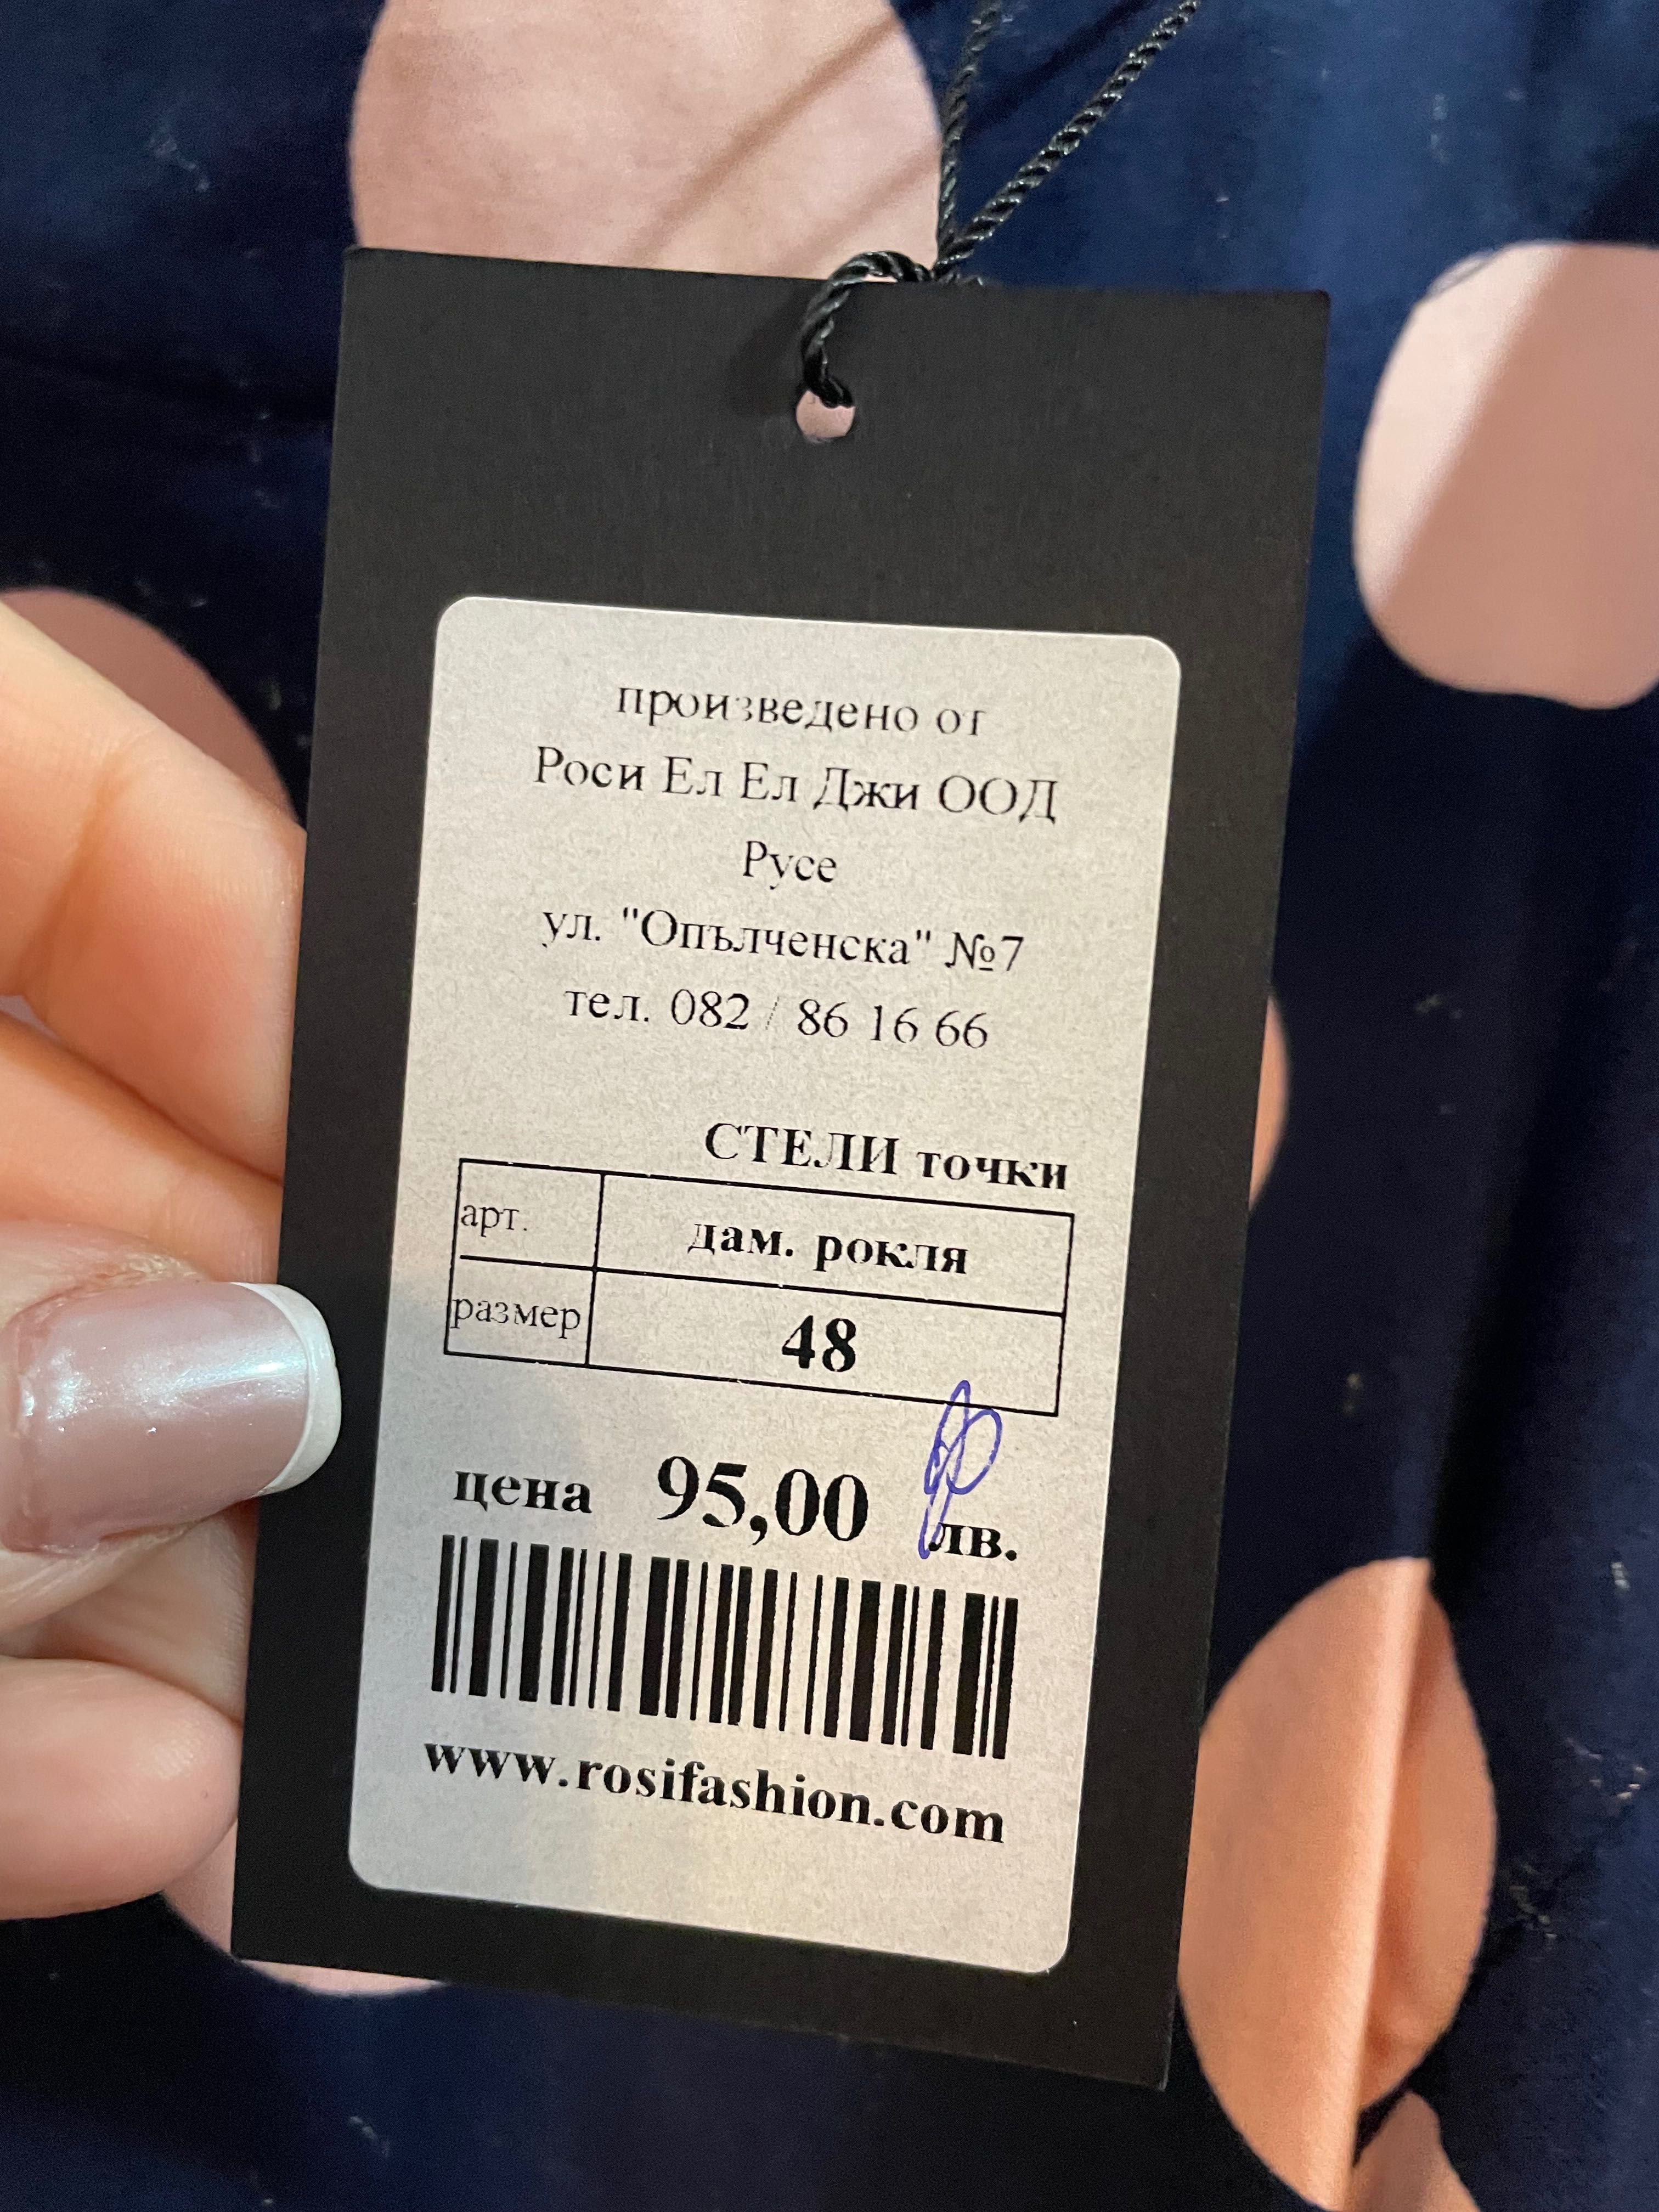 произведено от
Роси Ел Ел Джи ООД
Русе
ул. "Опълченска" №7
тел. 082 / 86 16 66
СТЕЛИ точки
арт. дам. рокля
размер 48
цена 95,00 лв.
www.rosifashion.com